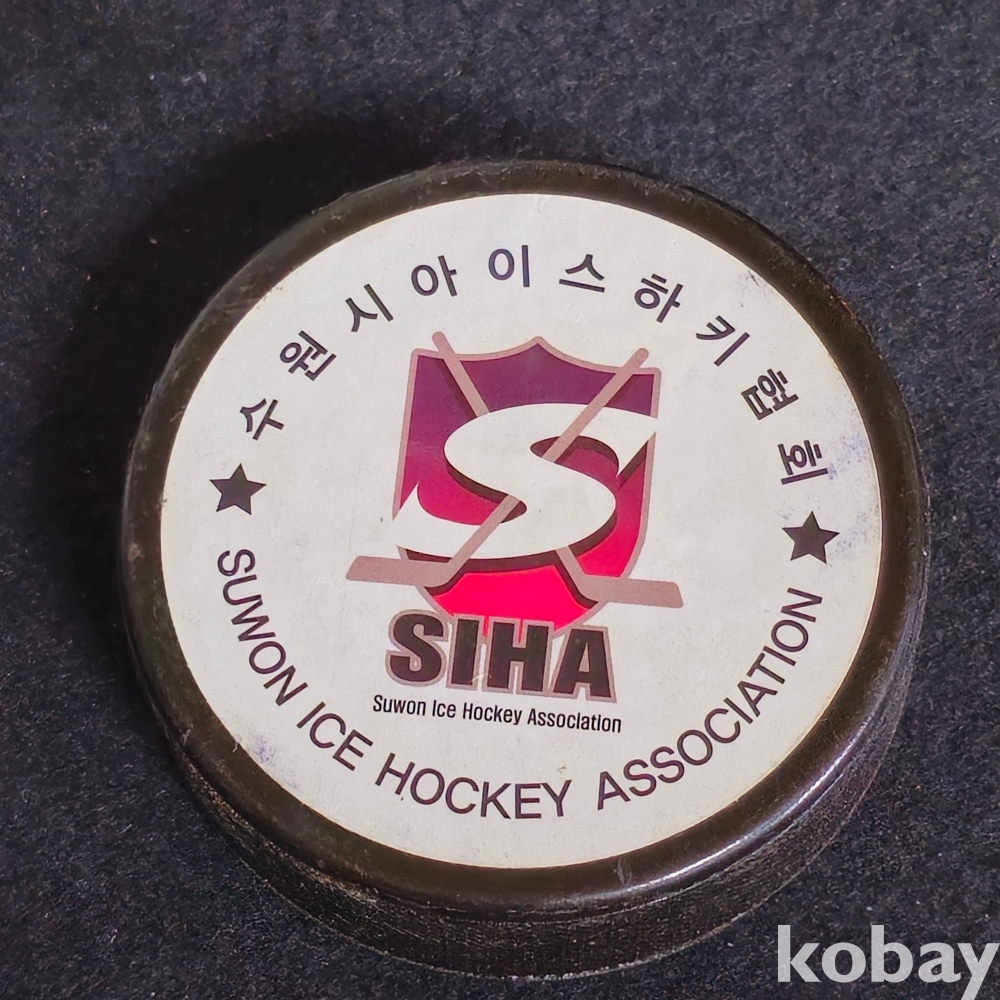 수원시아이스하키협회
S
SIHA
Suwon Ice Hockey Association
SUWON ICE HOCKEY ASSOCIATION
kobay